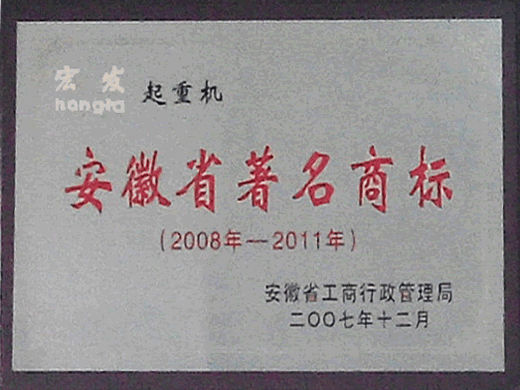 宏发 起重机
hongfa
安徽省著名商标
(2008年—2011年)
安徽省工商行政管理局
二〇〇七年十二月